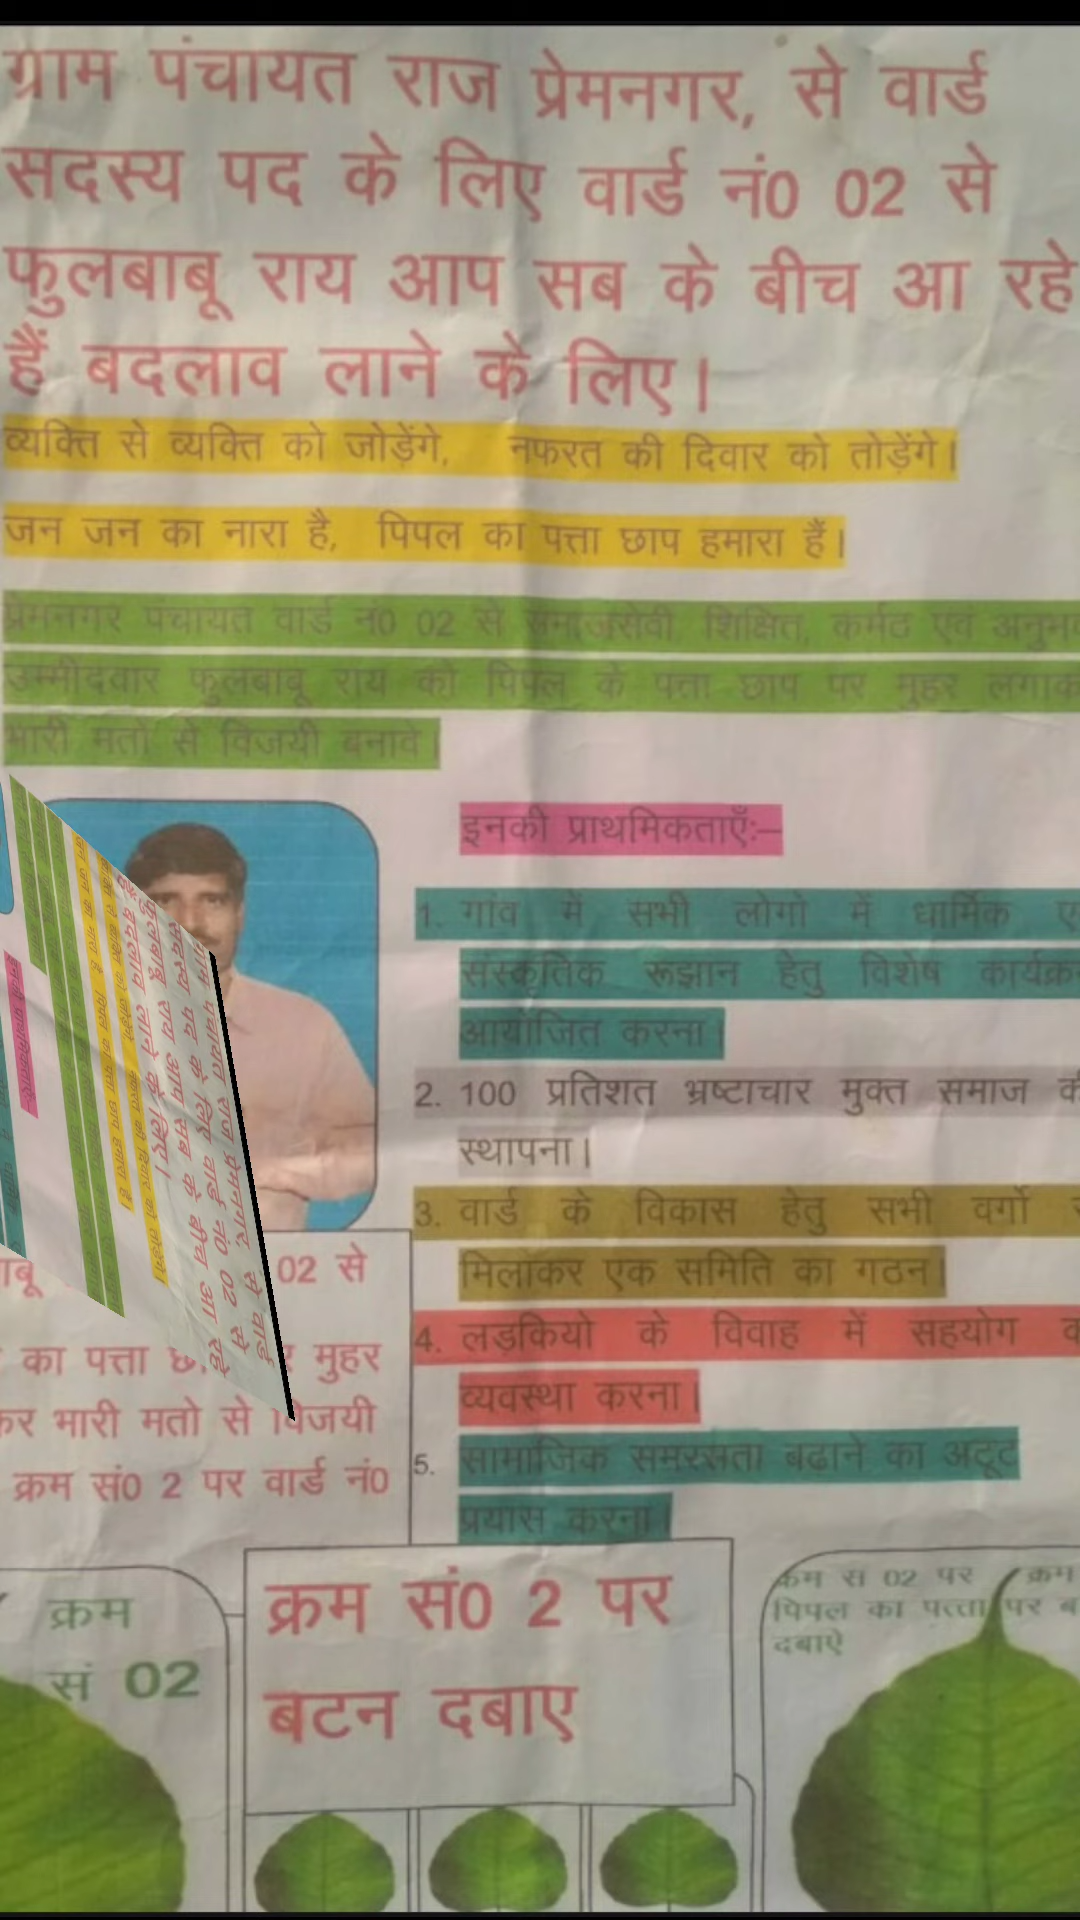 ग्राम पंचायत राज प्रेमनगर, से वार्ड
सदस्य पद के लिए वार्ड नं0 02 से
फुलबाबू राय आप सब के बीच आ रहे
हैं बदलाव लाने के लिए।
व्यक्ति से व्यक्ति को जोड़ेंगे, नफरत की दिवार को तोड़ेंगे।
जन जन का नारा है, पिपल का पत्ता छाप हमारा हैं।
प्रेमनगर पंचायत वार्ड नं0 02 से समाजसेवी, शिक्षित, कर्मठ एवं
उम्मीदवार फुलबाबू राय को पिपल के पत्ता छाप पर मुहर
भारी मतो से विजयी बनावे।
इनकी प्राथमिकताएँ:–
1. गांव में सभी लोगो में धार्मिक
संस्कृतिक रूझान हेतु विशेष
आयोजित करना।
2. 100 प्रतिशत भ्रष्टाचार मुक्त समाज की
स्थापना।
3. वार्ड के विकास हेतु सभी वर्गो
मिलाकर एक समिति का गठन।
4. लड़कियो के विवाह में सहयोग
व्यवस्था करना।
5. सामाजिक समरसता बढ़ाने का अटूट
प्रयास करना।
02 से
का पत्ता मुहर
भारी मतो से विजयी
क्रम सं0 2 पर वार्ड नं0
क्रम
सं 02
क्रम सं0 2 पर
बटन दबाए
क्रम सं 02 पर क्रम
पिपल का पत्ता पर
दबाऐ